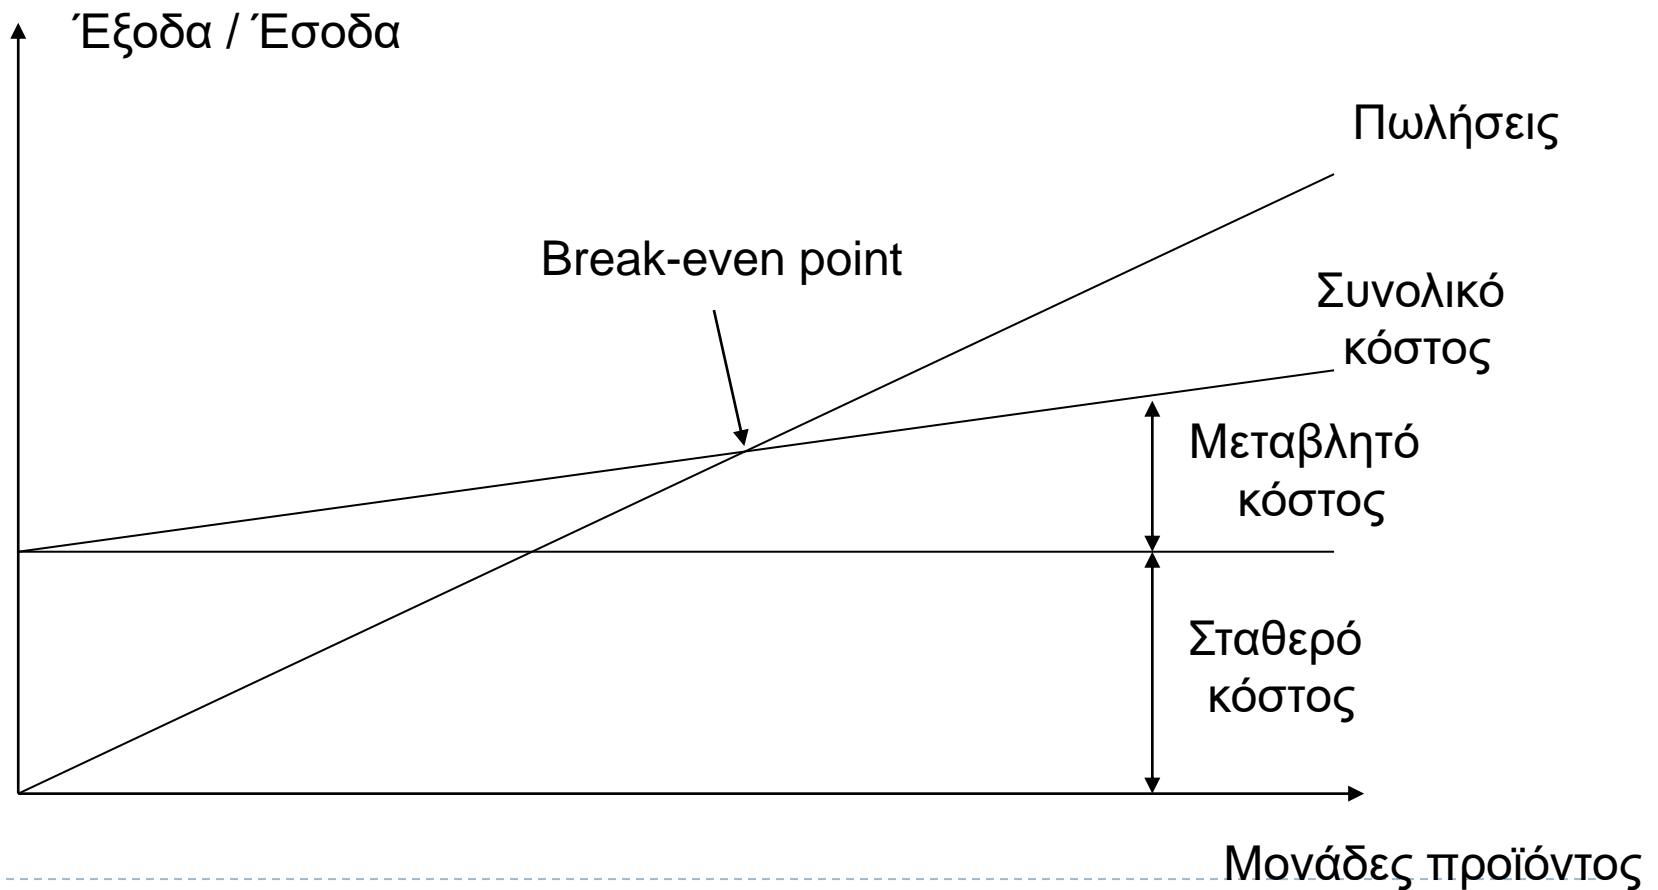 Έξοδα / Έσοδα
Πωλήσεις
Break-even point
Συνολικό
κόστος
Μεταβλητό
κόστος
Σταθερό
κόστος
Μονάδες προϊόντος